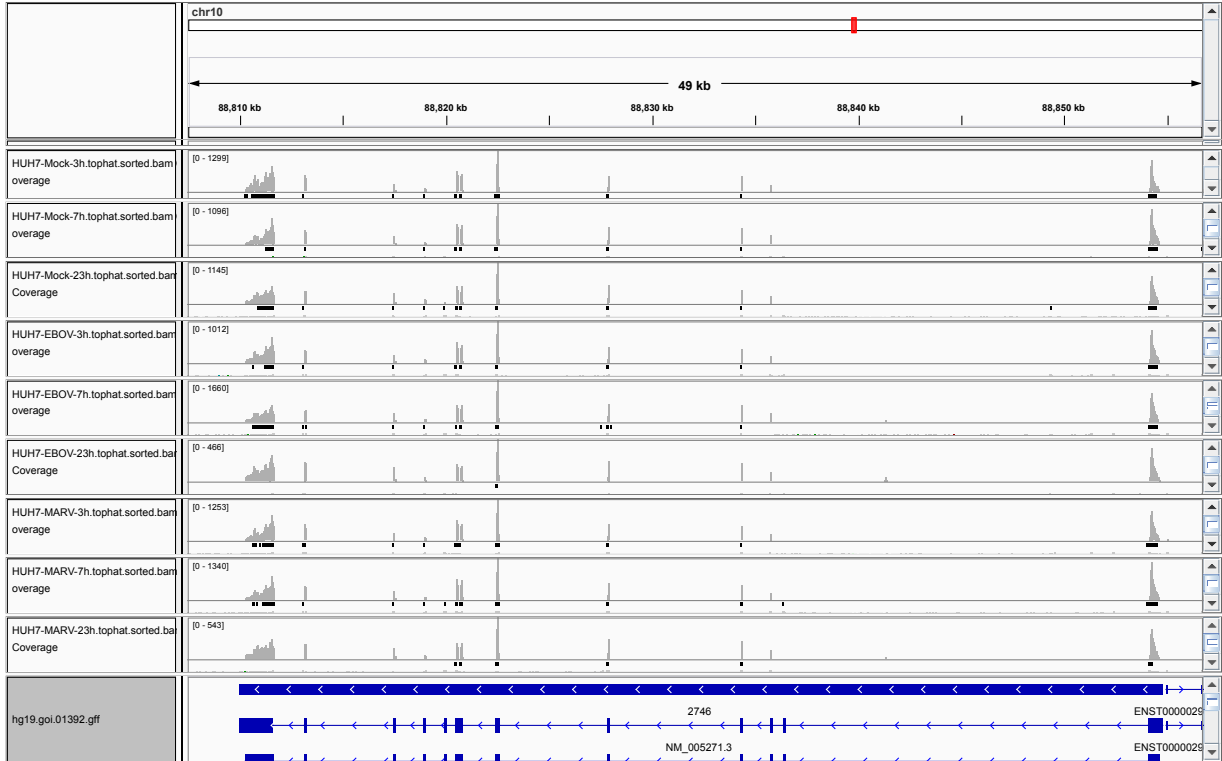 chr10
49 kb
88,810 kb 88,820 kb 88,830 kb 88,840 kb 88,850 kb
HUH7-Mock-3h.tophat.sorted.bam
overage
[0 - 1299]
HUH7-Mock-7h.tophat.sorted.bam
overage
[0 - 1096]
HUH7-Mock-23h.tophat.sorted.bam
Coverage
[0 - 1145]
HUH7-EBOV-3h.tophat.sorted.bam
overage
[0 - 1012]
HUH7-EBOV-7h.tophat.sorted.bam
overage
[0 - 1660]
HUH7-EBOV-23h.tophat.sorted.bar
Coverage
[0 - 466]
HUH7-MARV-3h.tophat.sorted.bam
overage
[0 - 1253]
HUH7-MARV-7h.tophat.sorted.bam
overage
[0 - 1340]
HUH7-MARV-23h.tophat.sorted.ba
Coverage
[0 - 543]
hg19.goi.01392.gff
2746 ENST0000029
NM_005271.3 ENST0000029